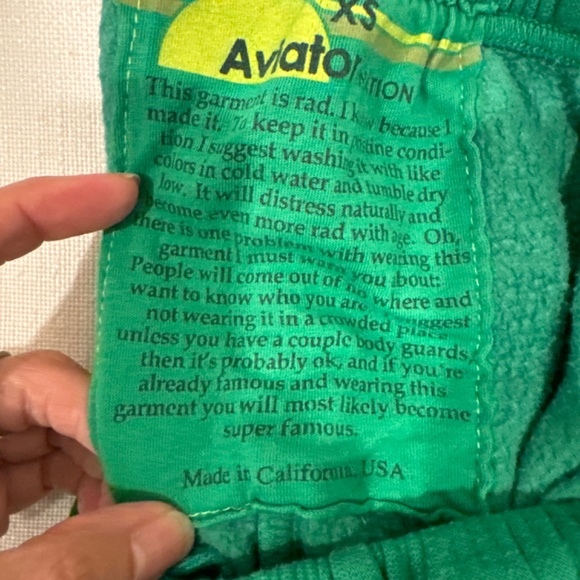 XS
Aviator NATION
This garment is rad. I know because I
made it. To keep it in pristine condi-
tion I suggest washing it with like
colors in cold water and tumble dry
low. It will distress naturally and
become even more rad with age. Oh,
there is one problem with wearing this
garment I must warn you about:
People will come out of no where and
want to know who you are. I suggest
not wearing it in a crowded place
unless you have a couple body guards,
then it's probably ok, and if you're
already famous and wearing this
garment you will most likely become
super famous.
Made in California. USA